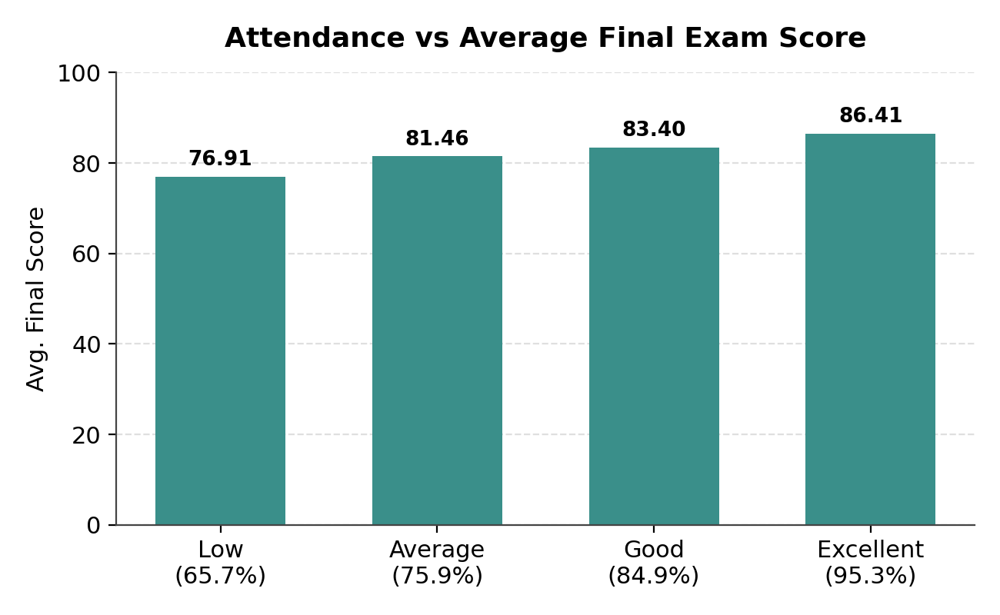 Attendance vs Average Final Exam Score
Avg. Final Score
100
80
60
40
20
0
76.91
81.46
83.40
86.41
Low
(65.7%)
Average
(75.9%)
Good
(84.9%)
Excellent
(95.3%)